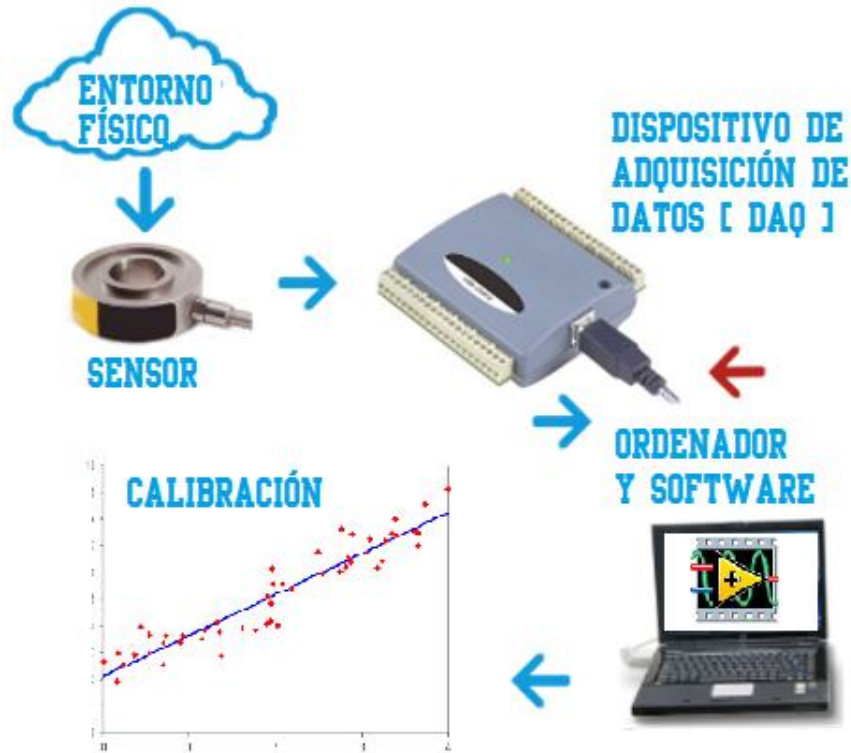 ENTORNO
FÍSICO
DISPOSITIVO DE
ADQUISICIÓN DE
DATOS [ DAQ ]
SENSOR
ORDENADOR
Y SOFTWARE
CALIBRACIÓN